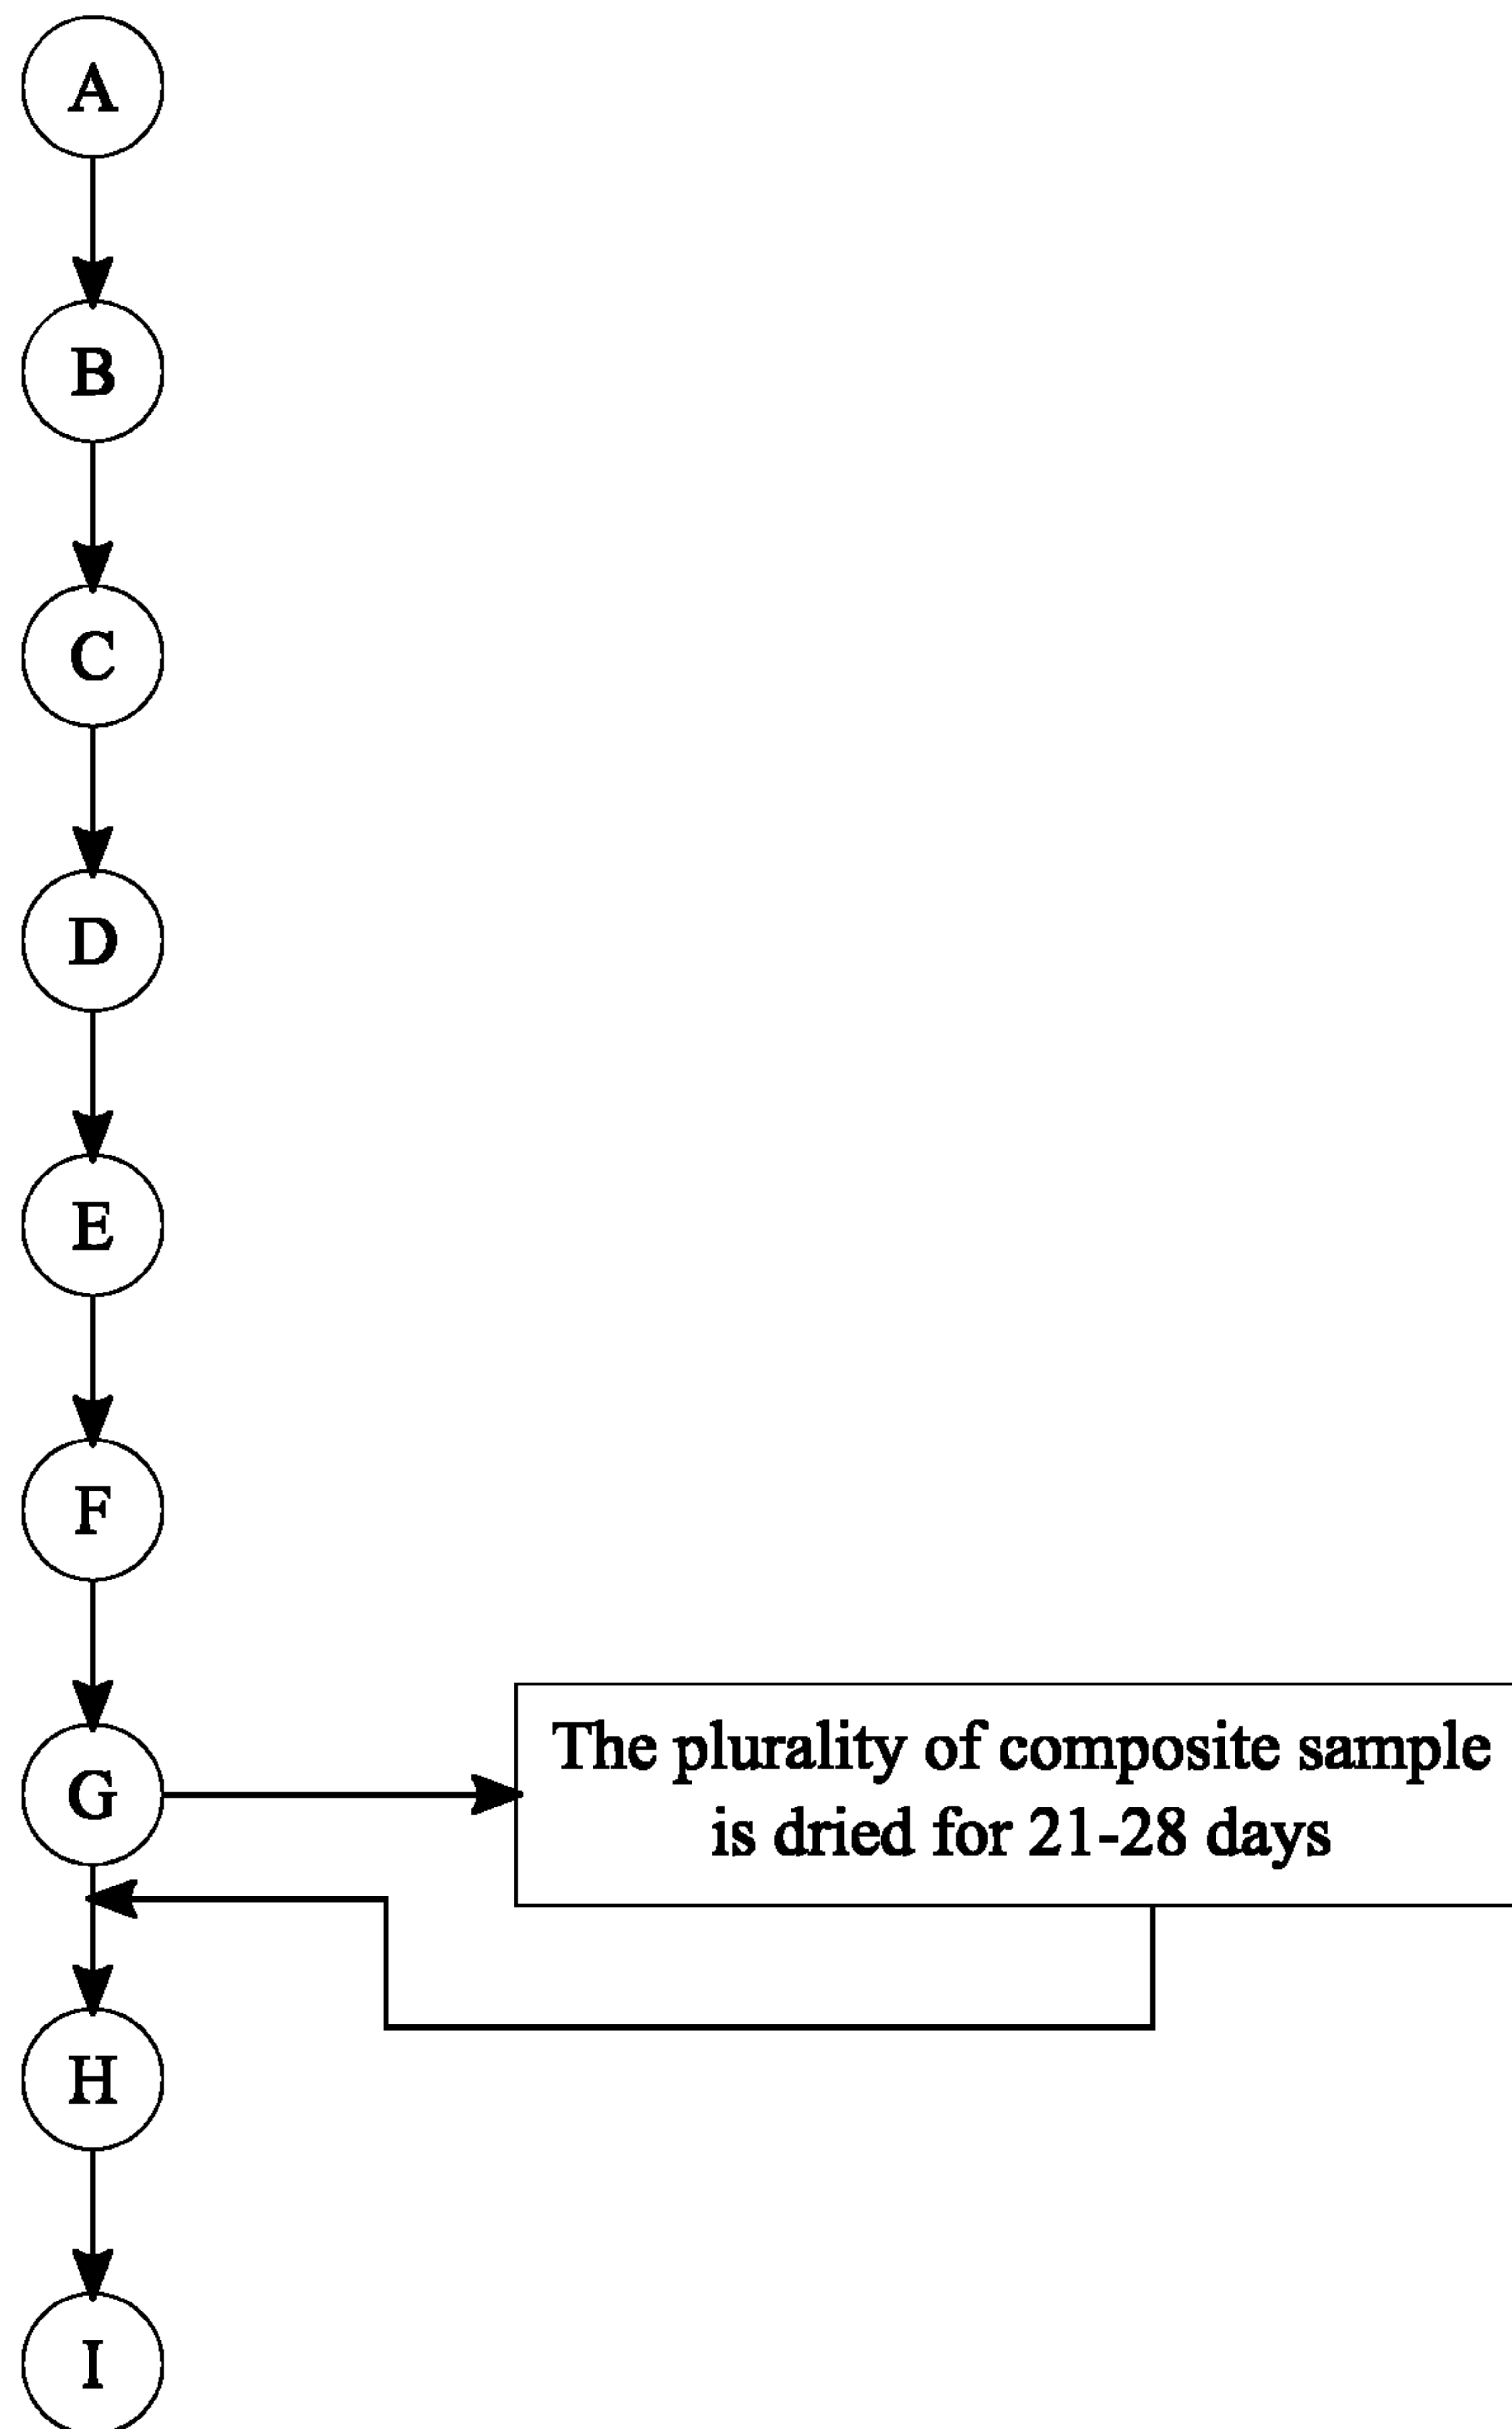 A
B
C
D
E
F
G
The plurality of composite sample
is dried for 21-28 days
H
I